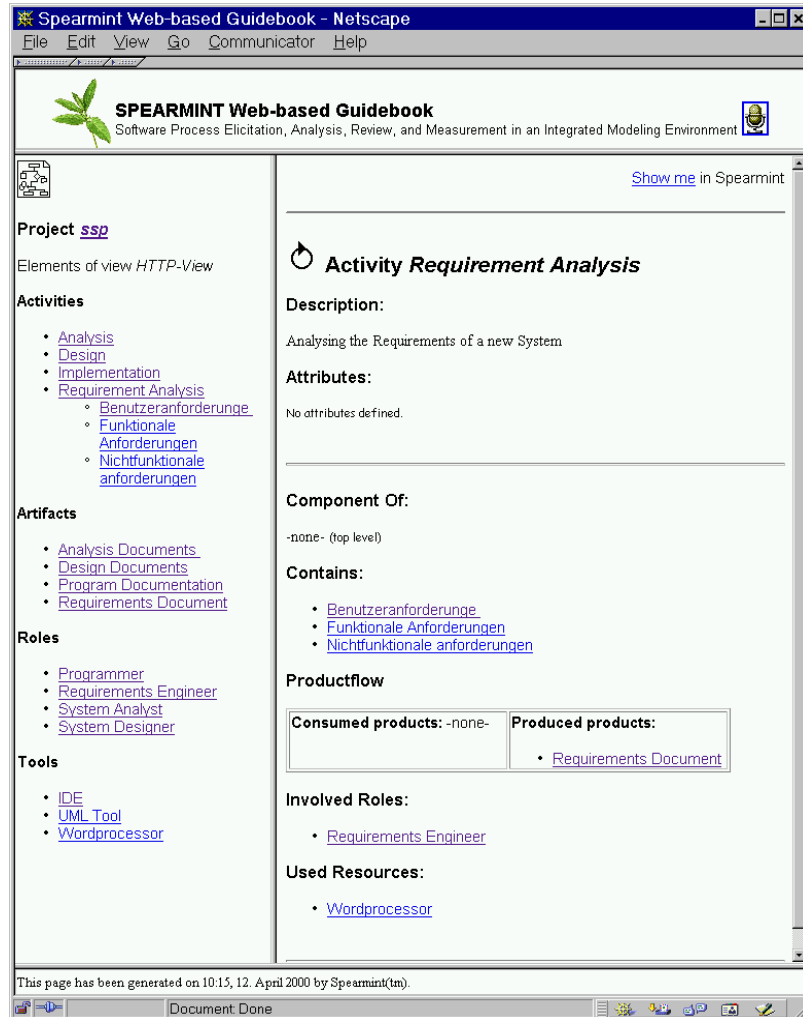 Spearmint Web-based Guidebook - Netscape
File Edit View Go Communicator Help
SPEARMINT Web-based Guidebook
Software Process Elicitation, Analysis, Review, and Measurement in an Integrated Modeling Environment
Project ssp
Elements of view HTTP-View
Activities
• Analysis
• Design
• Implementation
• Requirement Analysis
◦ Benutzeranforderunge
◦ Funktionale
Anforderungen
◦ Nichtfunktionale
anforderungen
Artifacts
• Analysis Documents
• Design Documents
• Program Documentation
• Requirements Document
Roles
• Programmer
• Requirements Engineer
• System Analyst
• System Designer
Tools
• IDE
• UML Tool
• Wordprocessor
Show me in Spearmint
Activity Requirement Analysis
Description:
Analysing the Requirements of a new System
Attributes:
No attributes defined.
Component Of:
-none- (top level)
Contains:
• Benutzeranforderunge
• Funktionale Anforderungen
• Nichtfunktionale anforderungen
Productflow
Consumed products: -none-
Produced products:
• Requirements Document
Involved Roles:
• Requirements Engineer
Used Resources:
• Wordprocessor
This page has been generated on 10:15, 12. April 2000 by Spearmint(tm).
Document: Done